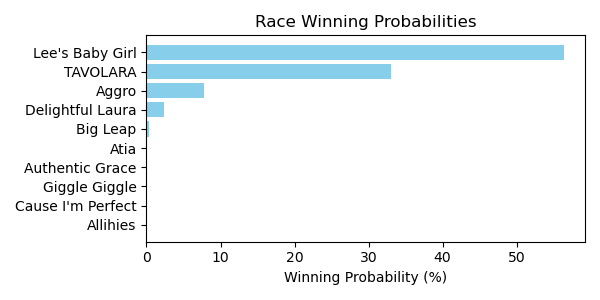 Race Winning Probabilities
Lee's Baby Girl
TAVOLARA
Aggro
Delightful Laura
Big Leap
Atia
Authentic Grace
Giggle Giggle
Cause I'm Perfect
Allihies
0 10 20 30 40 50
Winning Probability (%)